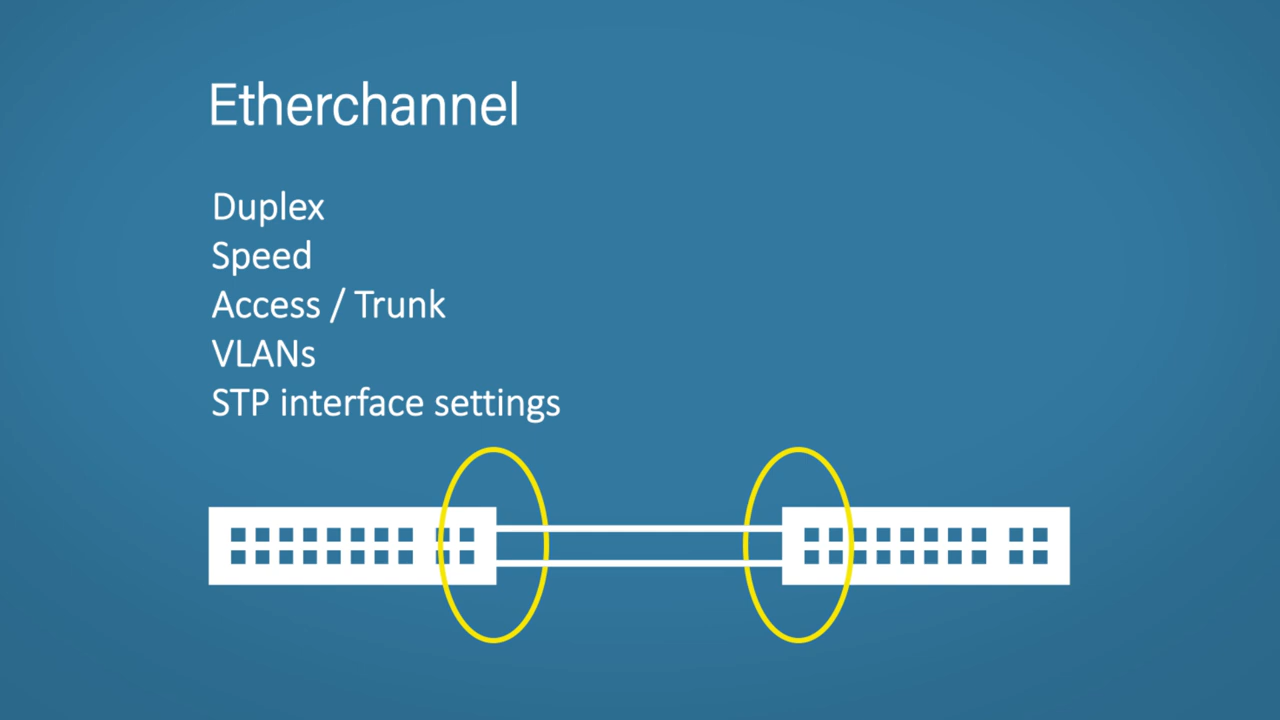 Etherchannel
Duplex
Speed
Access / Trunk
VLANs
STP interface settings